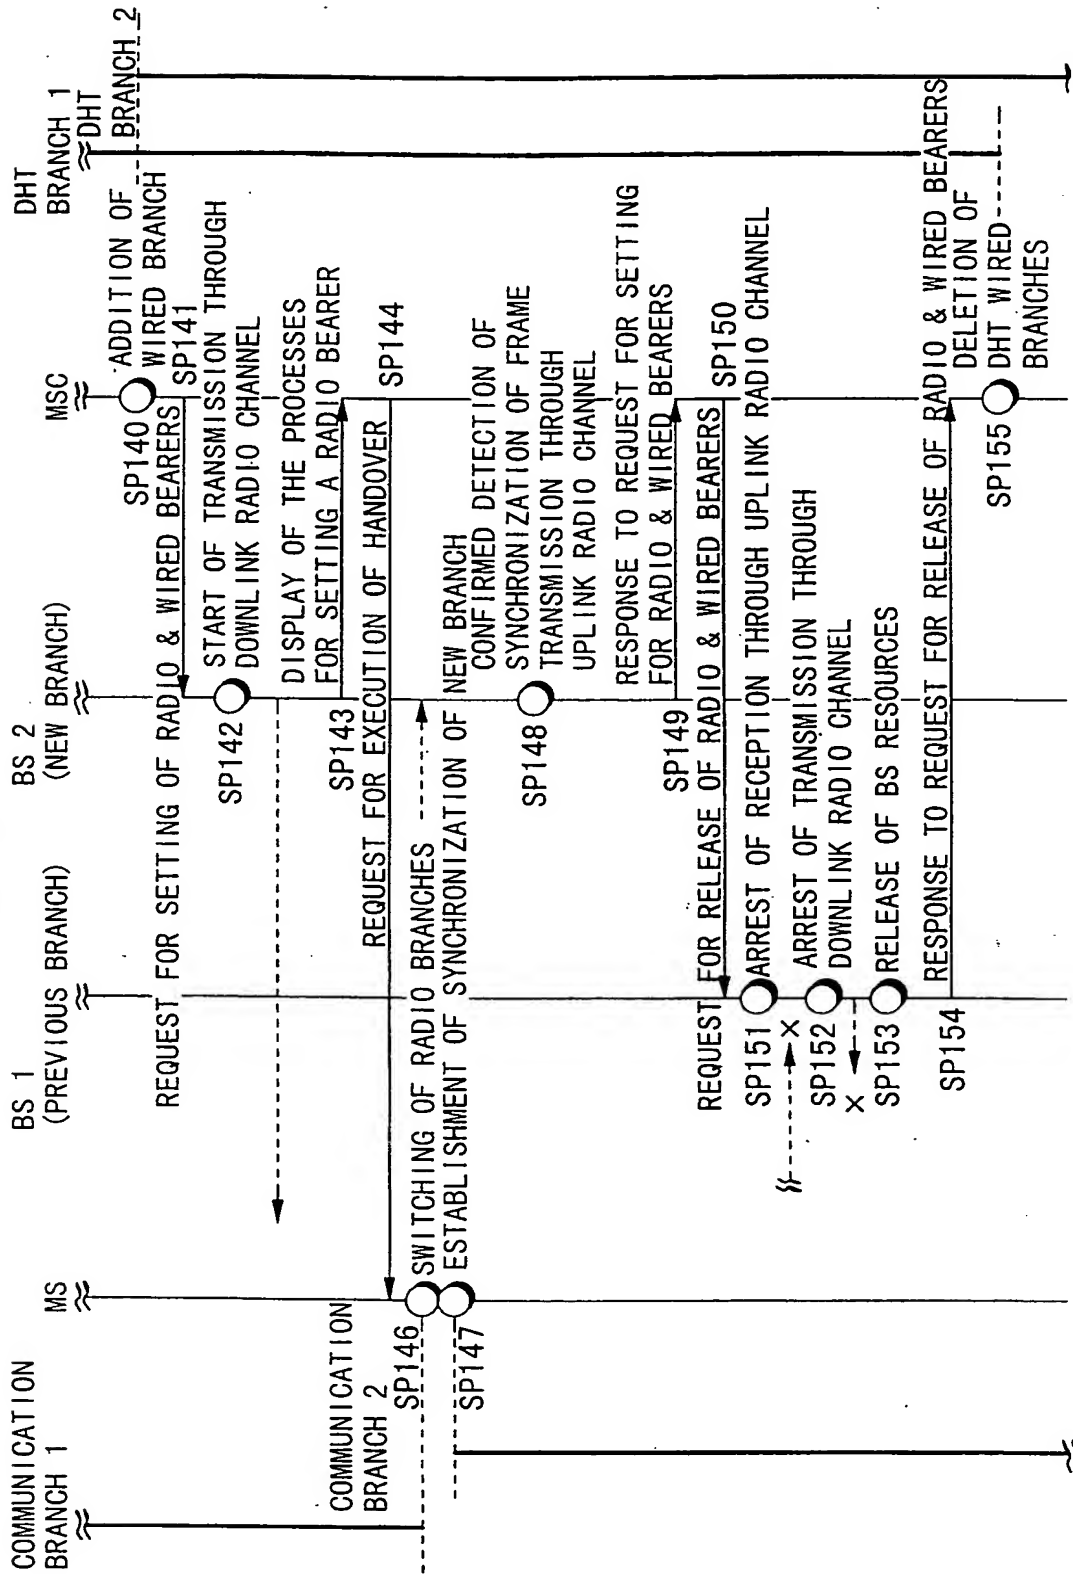 COMMUNICATION
BRANCH 1
MS
BS 1
(PREVIOUS BRANCH)
BS 2
(NEW BRANCH)
MSC
DHT
BRANCH 1
DHT
BRANCH 2
SP140
ADDITION OF
WIRED BRANCH
REQUEST FOR SETTING OF RADIO & WIRED BEARERS
SP141
SP142
START OF TRANSMISSION THROUGH
DOWNLINK RADIO CHANNEL
DISPLAY OF THE PROCESSES
FOR SETTING A RADIO BEARER
SP143
REQUEST FOR EXECUTION OF HANDOVER
SP144
COMMUNICATION
BRANCH 2
SP146
SWITCHING OF RADIO BRANCHES
SP147
ESTABLISHMENT OF SYNCHRONIZATION OF NEW BRANCH
SP148
CONFIRMED DETECTION OF
SYNCHRONIZATION OF FRAME
TRANSMISSION THROUGH
UPLINK RADIO CHANNEL
RESPONSE TO REQUEST FOR SETTING
FOR RADIO & WIRED BEARERS
SP149
REQUEST FOR RELEASE OF RADIO & WIRED BEARERS
SP150
SP151
ARREST OF RECEPTION THROUGH UPLINK RADIO CHANNEL
SP152
ARREST OF TRANSMISSION THROUGH
DOWNLINK RADIO CHANNEL
SP153
RELEASE OF BS RESOURCES
SP154
RESPONSE TO REQUEST FOR RELEASE OF RADIO & WIRED BEARERS
SP155
DELETION OF
DHT WIRED
BRANCHES